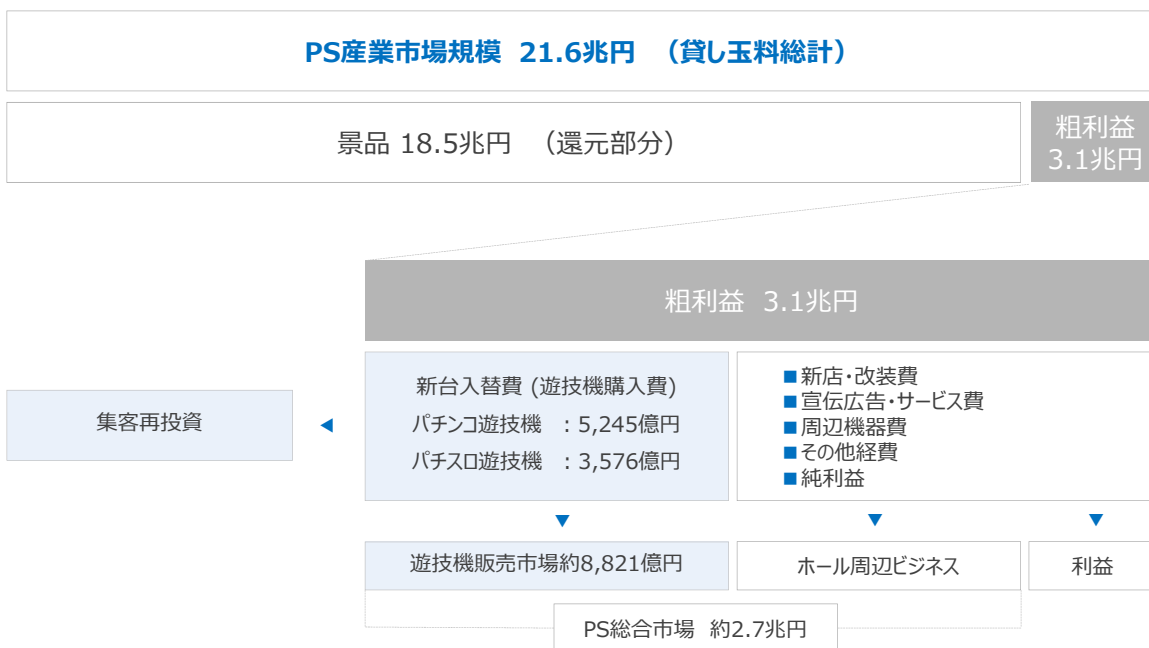 PS産業市場規模 21.6兆円 （貸し玉料総計）
景品 18.5兆円 （還元部分）
粗利益
3.1兆円
粗利益 3.1兆円
新台入替費 (遊技機購入費)
パチンコ遊技機 : 5,245億円
パチスロ遊技機 : 3,576億円
■新店・改装費
■宣伝広告・サービス費
■周辺機器費
■その他経費
■純利益
集客再投資
◀
▼
▼
▼
遊技機販売市場約8,821億円
ホール周辺ビジネス
利益
PS総合市場 約2.7兆円